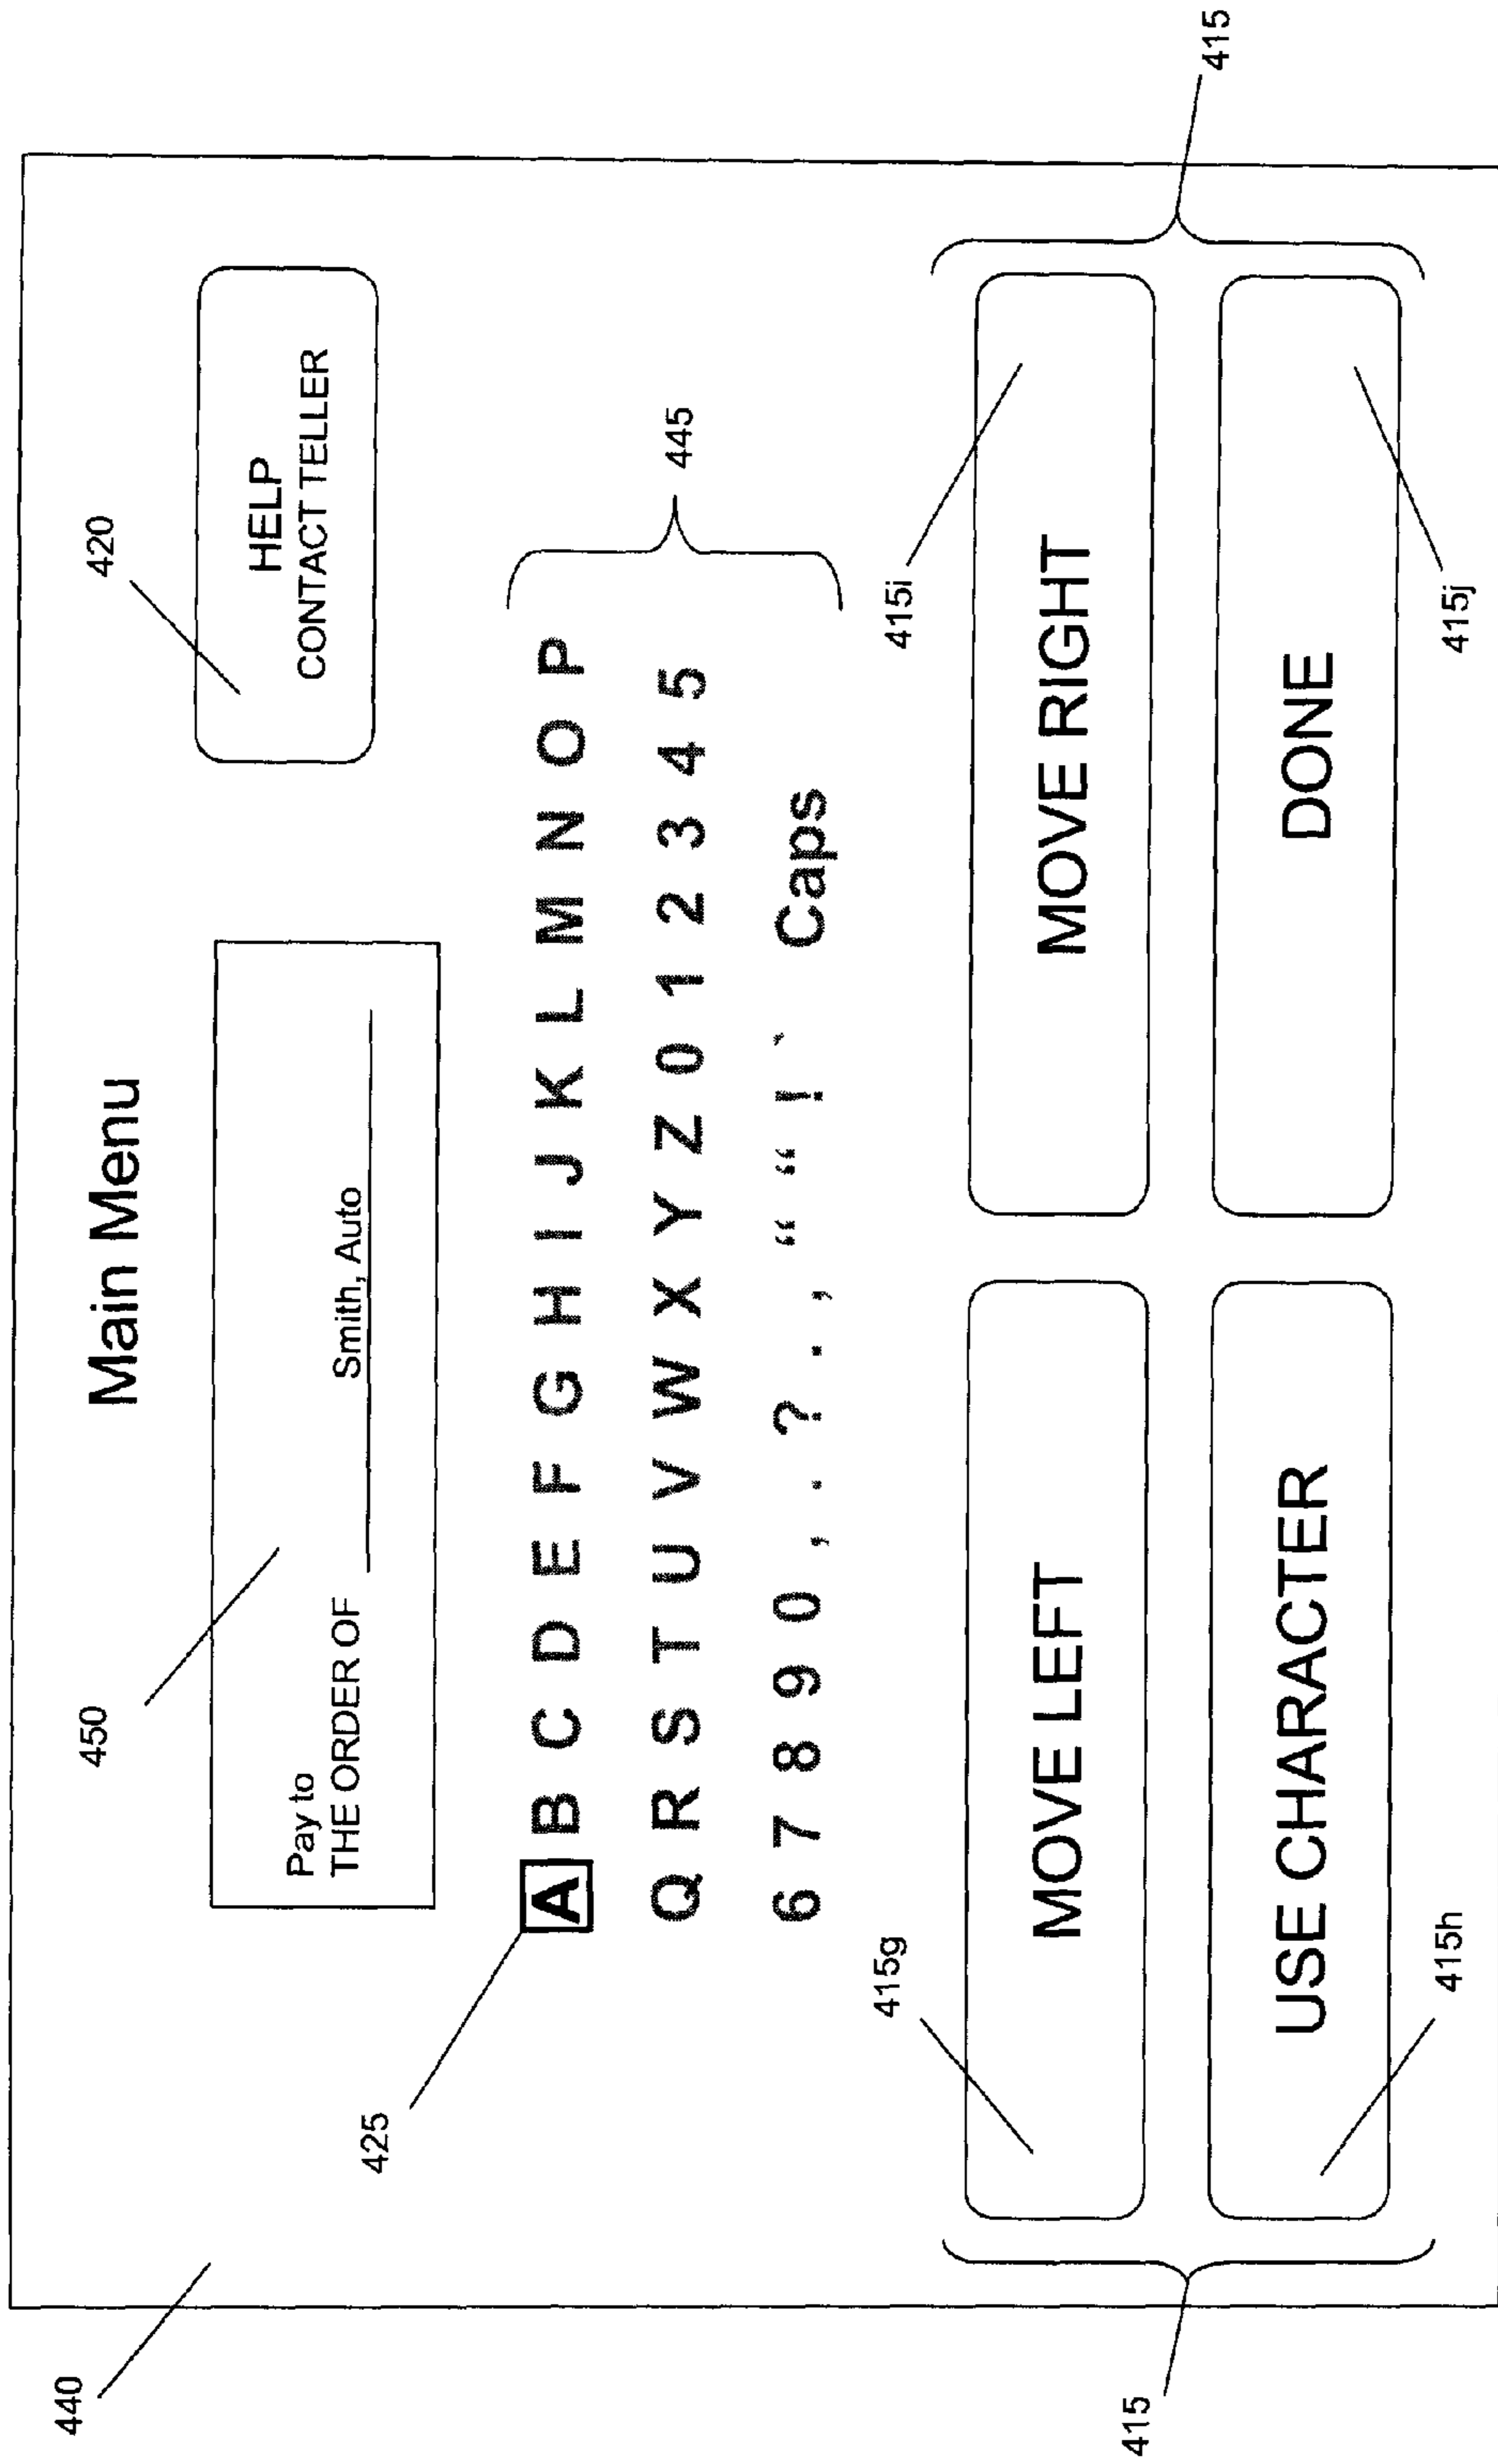 440
Main Menu
450
420
Pay to
THE ORDER OF Smith, Auto
HELP
CONTACT TELLER
425
A B C D E F G H I J K L M N O P
Q R S T U V W X Y Z 0 1 2 3 4 5
6 7 8 9 0 , . ? . , “ “ ! ` Caps
445
415g
415i
MOVE LEFT
MOVE RIGHT
USE CHARACTER
DONE
415h
415j
415
415